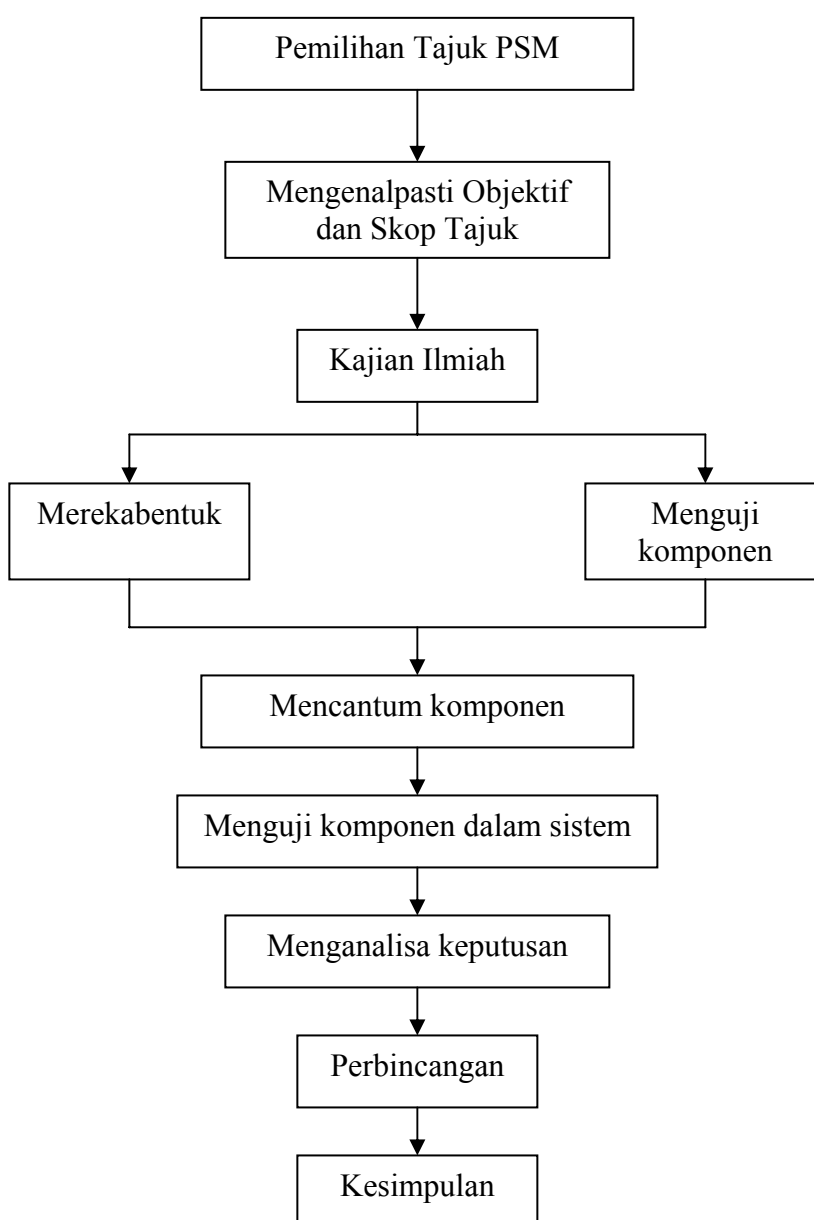 Pemilihan Tajuk PSM
Mengenalpasti Objektif
dan Skop Tajuk
Kajian Ilmiah
Merekabentuk
Menguji
komponen
Mencantum komponen
Menguji komponen dalam sistem
Menganalisa keputusan
Perbincangan
Kesimpulan